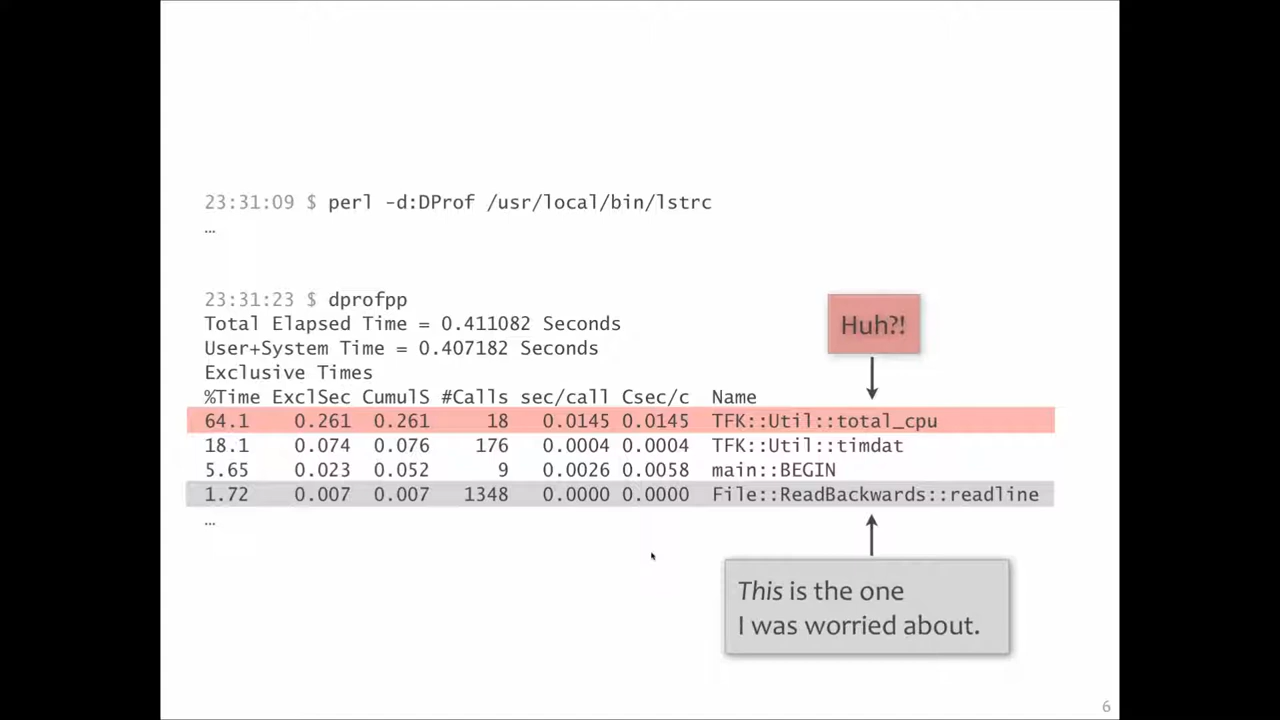 23:31:09 $ perl -d:DProf /usr/local/bin/lstrc
…
23:31:23 $ dprofpp
Total Elapsed Time = 0.411082 Seconds
User+System Time = 0.407182 Seconds
Exclusive Times
%Time ExclSec CumulS #Calls sec/call Csec/c Name
64.1 0.261 0.261 18 0.0145 0.0145 TFK::Util::total_cpu
18.1 0.074 0.076 176 0.0004 0.0004 TFK::Util::timdat
5.65 0.023 0.052 9 0.0026 0.0058 main::BEGIN
1.72 0.007 0.007 1348 0.0000 0.0000 File::ReadBackwards::readline
…
Huh?!
This is the one
I was worried about.
6